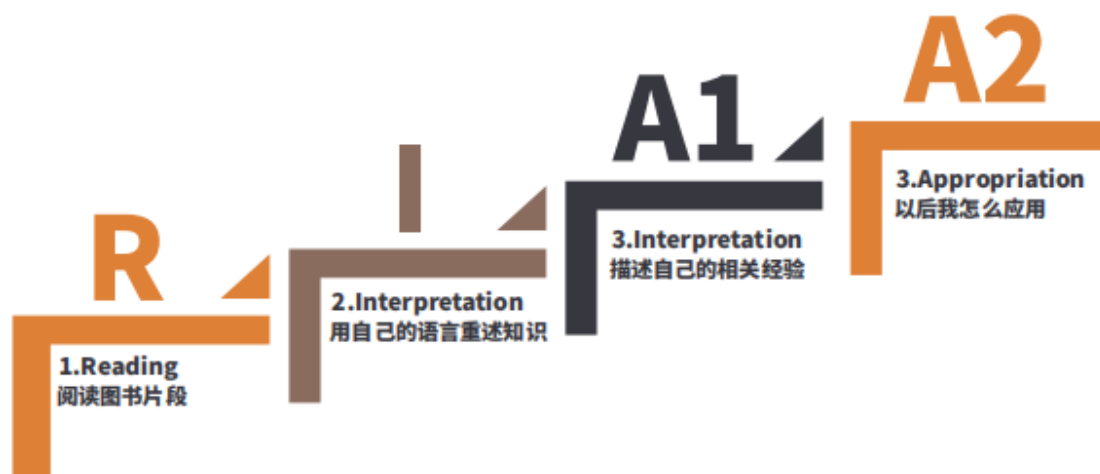 R
1.Reading
阅读图书片段
I
2.Interpretation
用自己的语言重述知识
A1
3.Interpretation
描述自己的相关经验
A2
3.Appropriation
以后我怎么应用